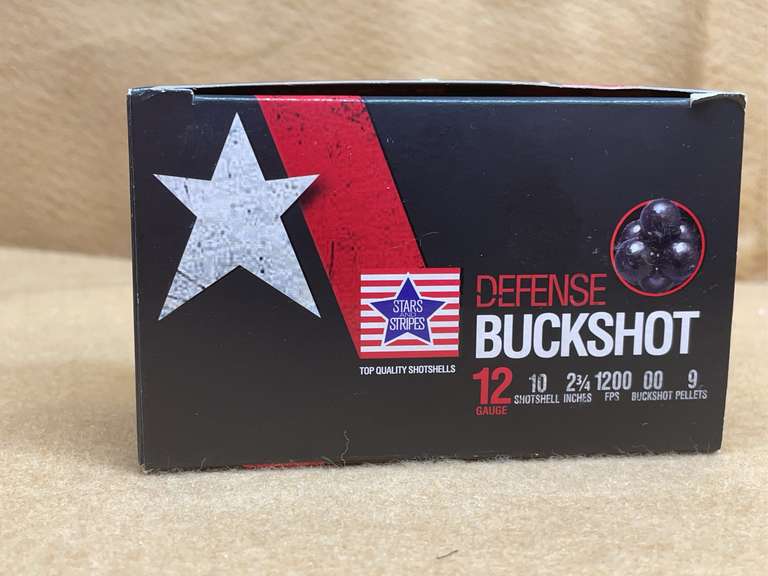 STARS
AND
STRIPES
TOP QUALITY SHOTSHELLS
DEFENSE
BUCKSHOT
12 10 2¾ 1200 00 9
GAUGE SHOTSHELL INCHES FPS BUCKSHOT PELLETS